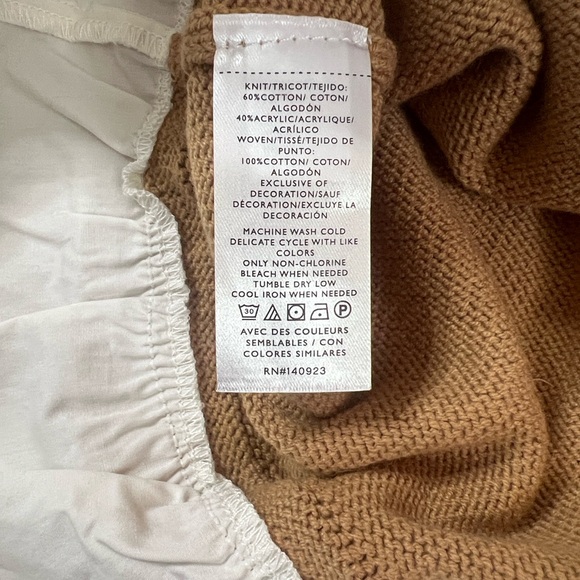 KNIT/TRICOT/TEJIDO:
60%COTTON/ COTON/
ALGODÓN
40%ACRYLIC/ACRYLIQUE/
ACRÍLICO
WOVEN/TISSÉ/TEJIDO DE
PUNTO:
100%COTTON/ COTON/
ALGODÓN
EXCLUSIVE OF
DECORATION/SAUF
DÉCORATION/EXCLUYE LA
DECORACIÓN
MACHINE WASH COLD
DELICATE CYCLE WITH LIKE
COLORS
ONLY NON-CHLORINE
BLEACH WHEN NEEDED
TUMBLE DRY LOW
COOL IRON WHEN NEEDED
30 P
AVEC DES COULEURS
SEMBLABLES / CON
COLORES SIMILARES
RN#140923